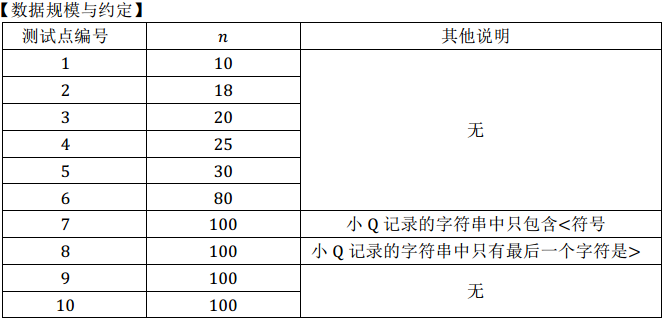 【数据规模与约定】
测试点编号 n 其他说明
1 10
2 18
3 20
4 25
5 30
6 80
无
7 100 小 Q 记录的字符串中只包含<符号
8 100 小 Q 记录的字符串中只有最后一个字符是>
9 100
10 100
无